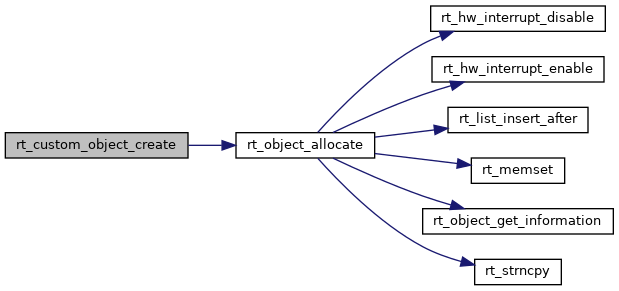 rt_hw_interrupt_disable
rt_hw_interrupt_enable
rt_list_insert_after
rt_custom_object_create
rt_object_allocate
rt_memset
rt_object_get_information
rt_strncpy